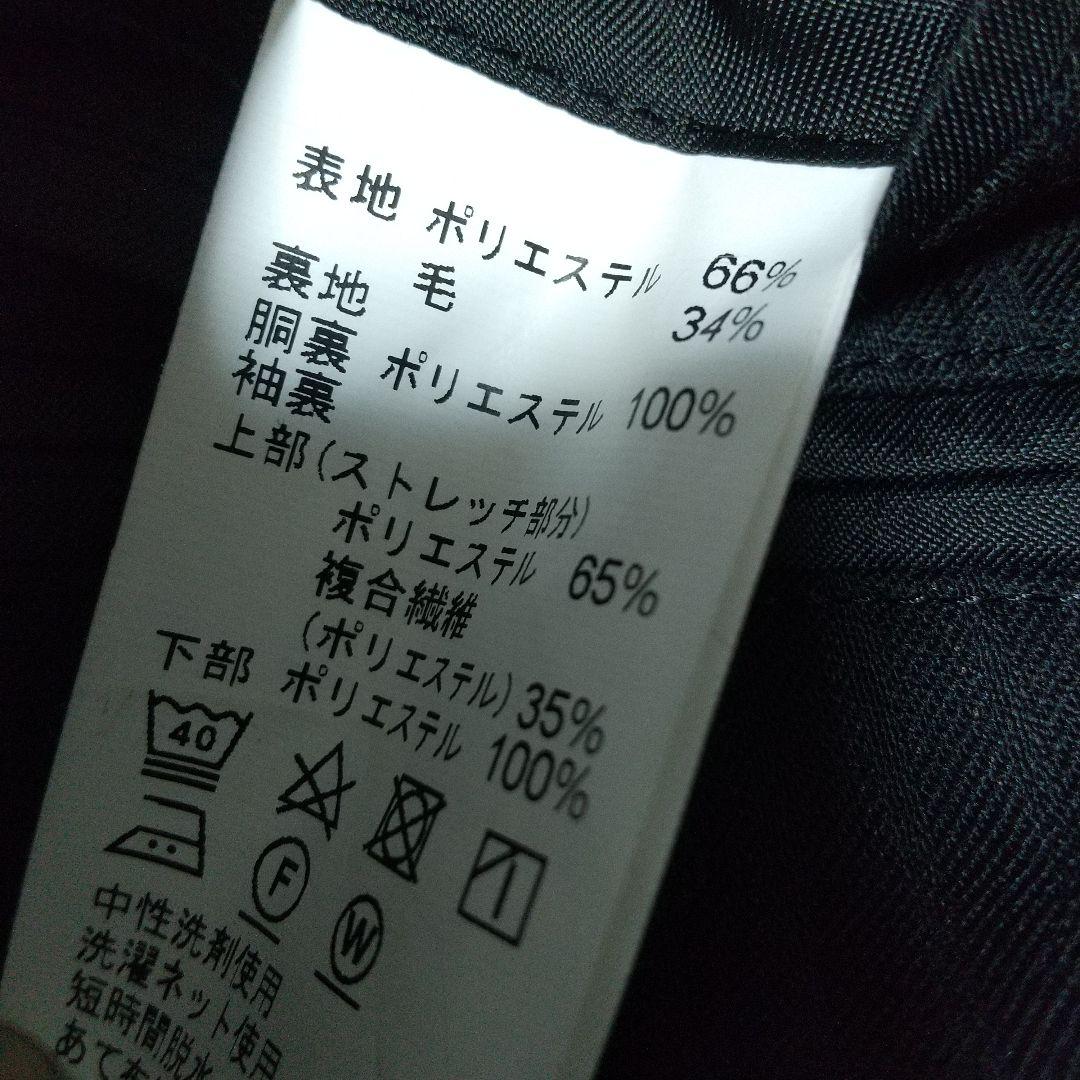 表地 ポリエステル 66%
毛 34%
裏地
胴裏 ポリエステル 100%
袖裏
上部(ストレッチ部分)
ポリエステル 65%
複合繊維
(ポリエステル) 35%
下部 ポリエステル 100%
40
F
W
中性洗剤使用
洗濯ネット使用
短時間脱水
あて布